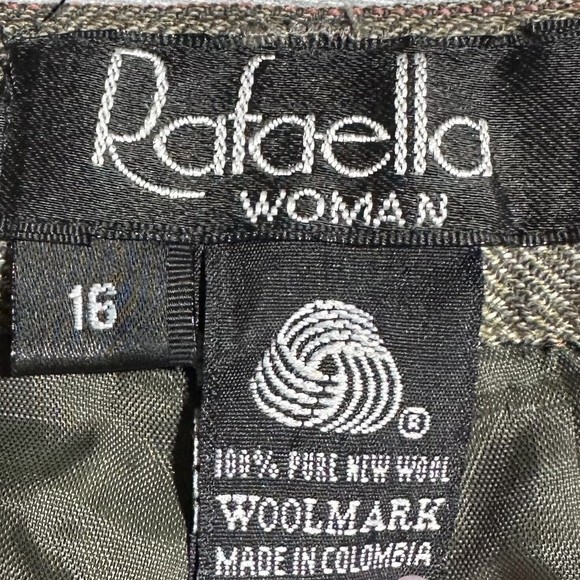 Rafaella
WOMAN
16
®
100% PURE NEW WOOL
WOOLMARK
MADE IN COLOMBIA